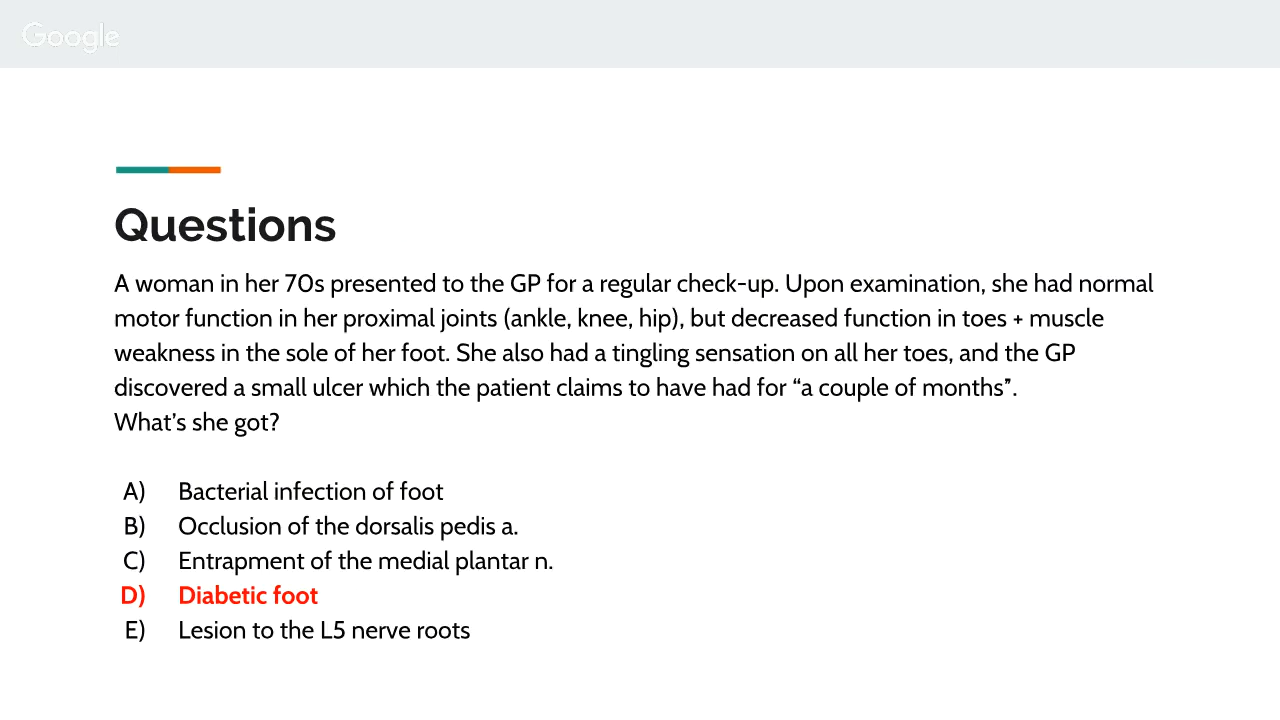 Google
Questions
A woman in her 70s presented to the GP for a regular check-up. Upon examination, she had normal
motor function in her proximal joints (ankle, knee, hip), but decreased function in toes + muscle
weakness in the sole of her foot. She also had a tingling sensation on all her toes, and the GP
discovered a small ulcer which the patient claims to have had for “a couple of months”.
What’s she got?
A) Bacterial infection of foot
B) Occlusion of the dorsalis pedis a.
C) Entrapment of the medial plantar n.
D) Diabetic foot
E) Lesion to the L5 nerve roots